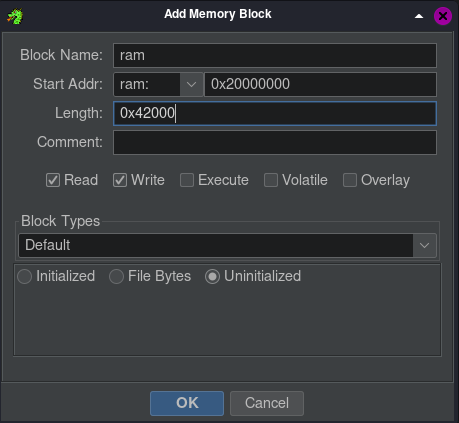 Add Memory Block
Block Name: ram
Start Addr: ram: 0x20000000
Length: 0x42000
Comment:
Read Write Execute Volatile Overlay
Block Types
Default
Initialized File Bytes Uninitialized
OK Cancel